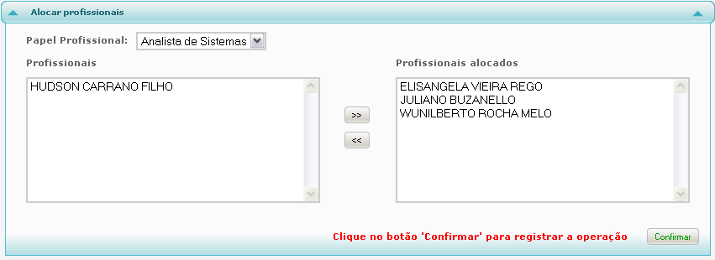 Alocar profissionais
Papel Profissional: Analista de Sistemas
Profissionais
Profissionais alocados
HUDSON CARRANO FILHO
ELISANGELA VIEIRA REGO
JULIANO BUZANELLO
WUNILBERTO ROCHA MELO
>>
<<
Clique no botão 'Confirmar' para registrar a operação
Confirmar